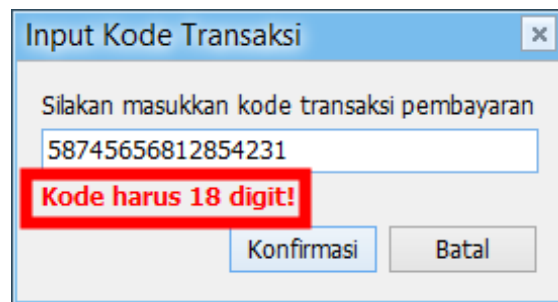 Input Kode Transaksi
Silakan masukkan kode transaksi pembayaran
58745656812854231
Kode harus 18 digit!
Konfirmasi Batal